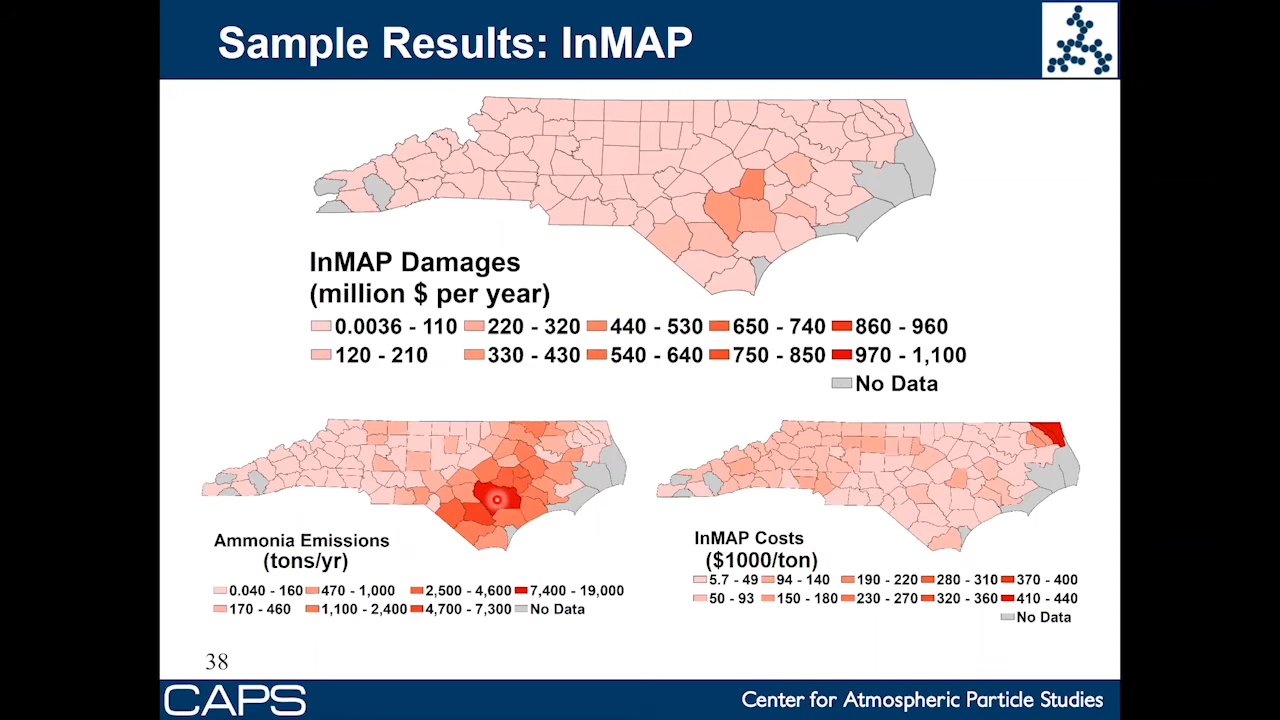 Sample Results: InMAP
InMAP Damages
(million $ per year)
0.0036 - 110 220 - 320 440 - 530 650 - 740 860 - 960
120 - 210 330 - 430 540 - 640 750 - 850 970 - 1,100
No Data
Ammonia Emissions
(tons/yr)
0.040 - 160 470 - 1,000 2,500 - 4,600 7,400 - 19,000
170 - 460 1,100 - 2,400 4,700 - 7,300 No Data
InMAP Costs
($1000/ton)
5.7 - 49 94 - 140 190 - 220 280 - 310 370 - 400
50 - 93 150 - 180 230 - 270 320 - 360 410 - 440
No Data
38
CAPS
Center for Atmospheric Particle Studies